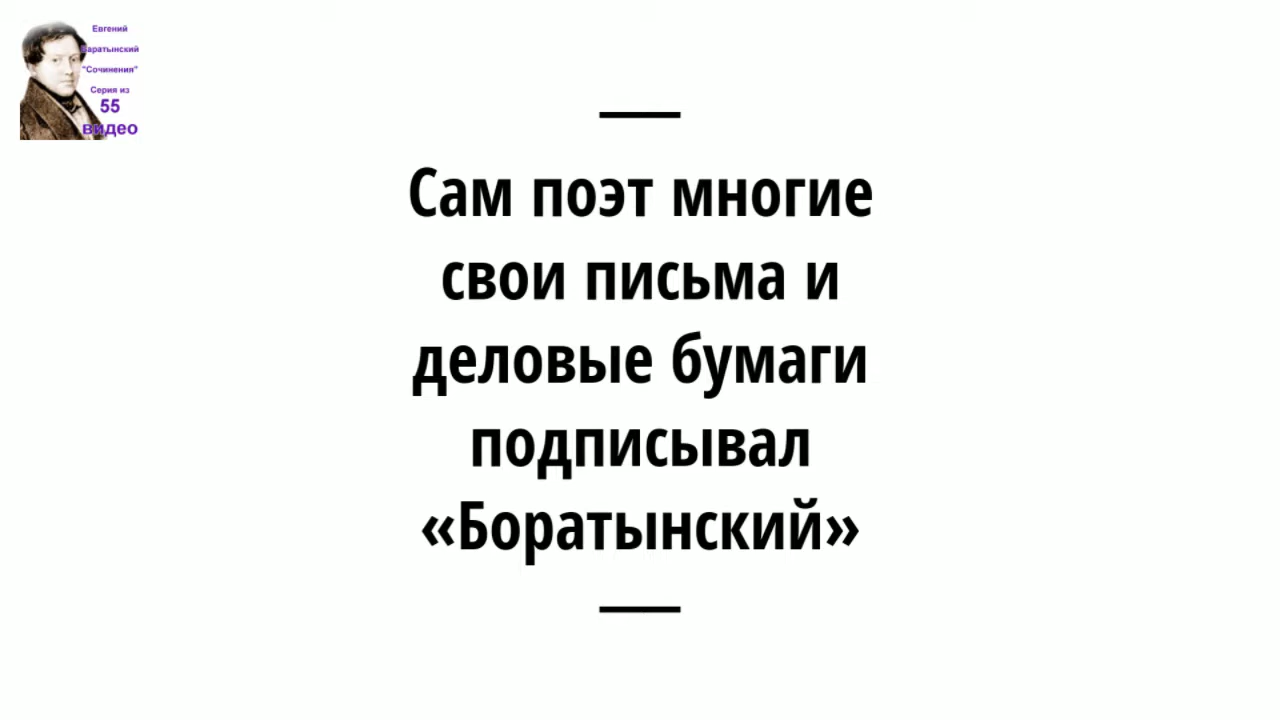 Евгений
Баратынский
"Сочинения"
Серия из
55
видео
Сам поэт многие
свои письма и
деловые бумаги
подписывал
«Боратынский»